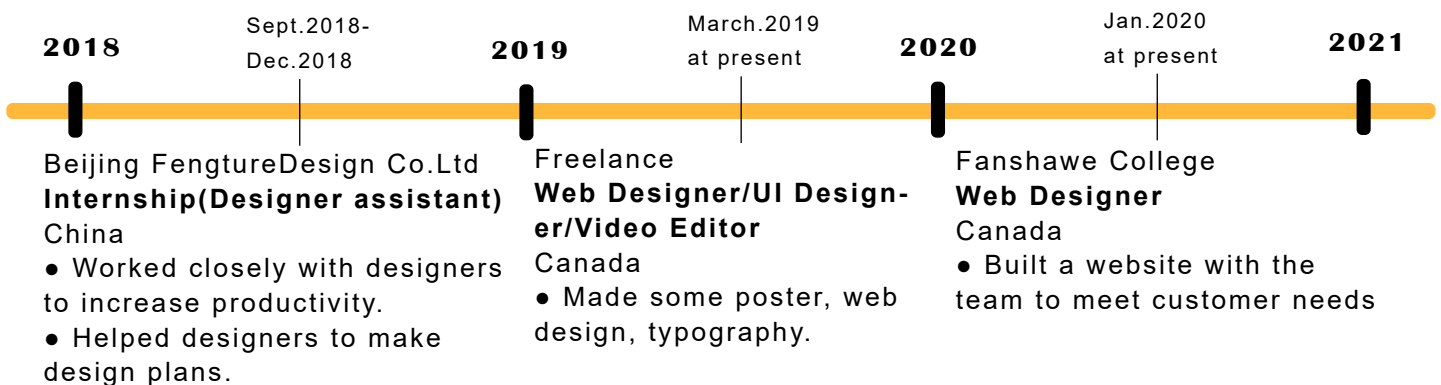 2018
Sept.2018-
Dec.2018
2019
March.2019
at present
2020
Jan.2020
at present
2021
Beijing FengtureDesign Co.Ltd
Internship(Designer assistant)
China
● Worked closely with designers
to increase productivity.
● Helped designers to make
design plans.
Freelance
Web Designer/UI Design-
er/Video Editor
Canada
● Made some poster, web
design, typography.
Fanshawe College
Web Designer
Canada
● Built a website with the
team to meet customer needs